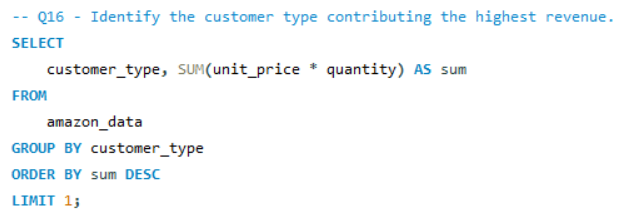 -- Q16 - Identify the customer type contributing the highest revenue.
SELECT
    customer_type, SUM(unit_price * quantity) AS sum
FROM
    amazon_data
GROUP BY customer_type
ORDER BY sum DESC
LIMIT 1;